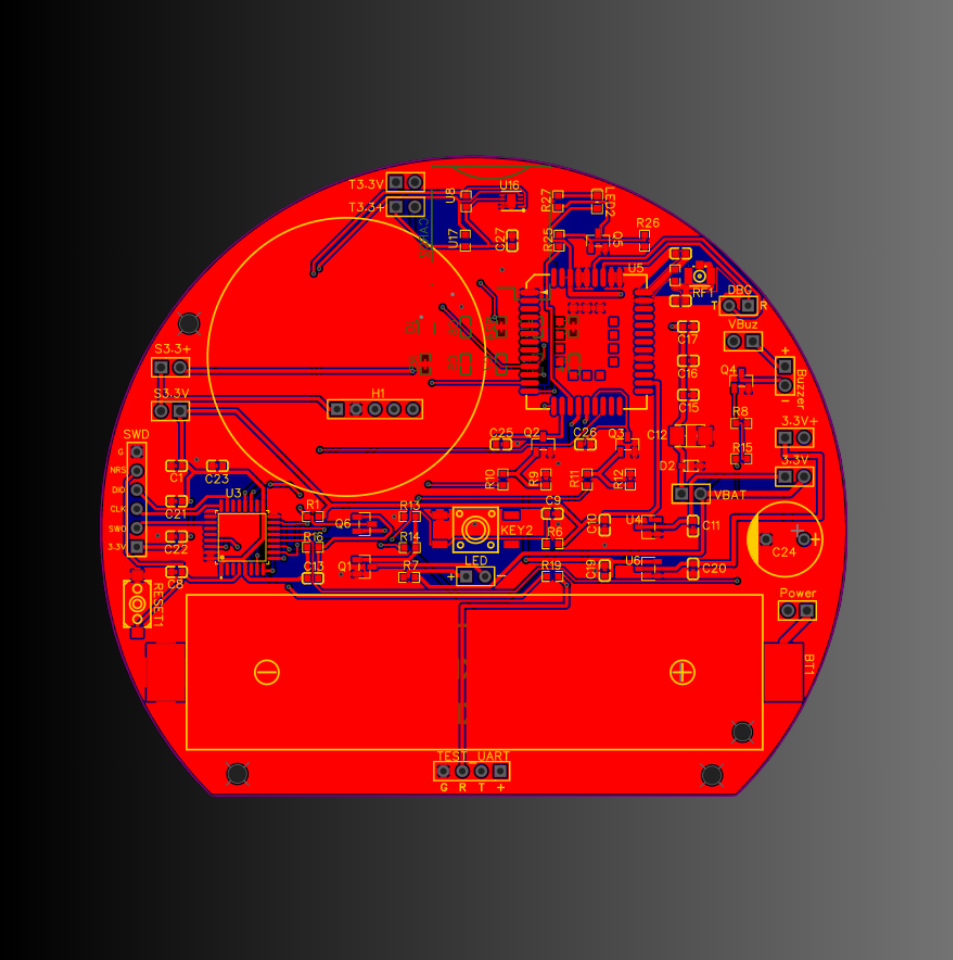 T3.3V
T3.3+
U8
U16
R27
LED2
U17
C27
R25
Q5
R26
U5
RF1
DBG
T R
VBuz
C17
S3.3+
C16
Q4
+
Buzzer
-
S3.3V
H1
C15
R8
3.3V+
SWD
G
NRS
DIO
CLK
SWO
3.3V
C25
Q2
C26
Q3
C12
R15
D2
3.3V
C1
C23
R10
R9
R11
R12
VBAT
U3
C21
R1
R13
C9
Q6
KEY2
C10
U4
C11
C22
R16
R14
R6
C24
+
LED
+ -
C8
C13
Q1
R7
R19
C19
U6
C20
RESET1
Power
BT1
TEST UART
G R T +